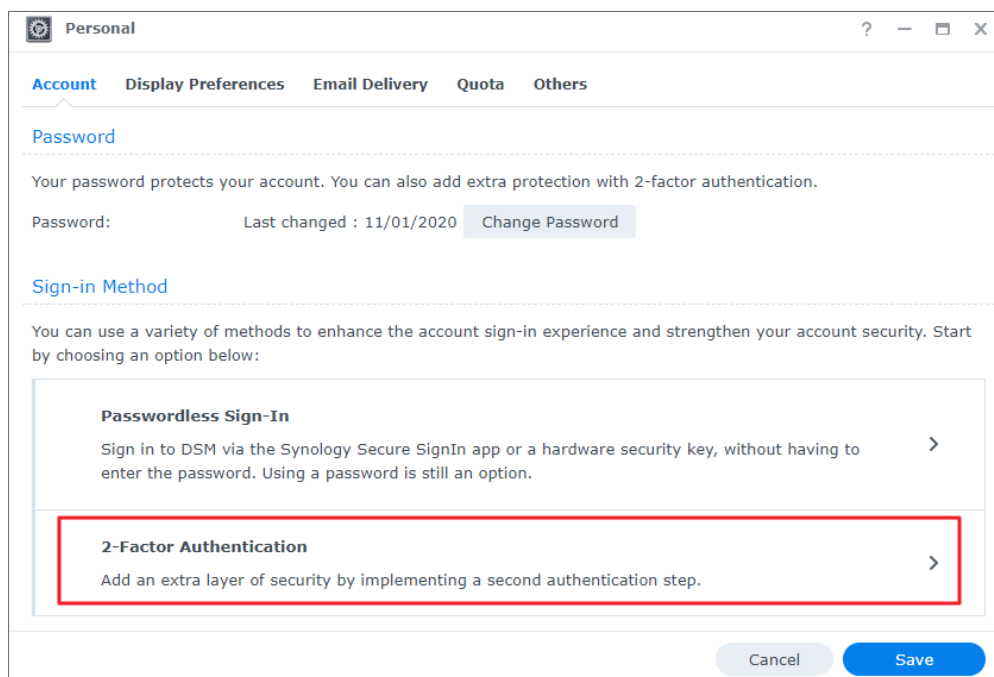 Personal
?
Account Display Preferences Email Delivery Quota Others
Password
Your password protects your account. You can also add extra protection with 2-factor authentication.
Password: Last changed : 11/01/2020 Change Password
Sign-in Method
You can use a variety of methods to enhance the account sign-in experience and strengthen your account security. Start
by choosing an option below:
Passwordless Sign-In
Sign in to DSM via the Synology Secure SignIn app or a hardware security key, without having to
enter the password. Using a password is still an option.
2-Factor Authentication
Add an extra layer of security by implementing a second authentication step.
Cancel Save